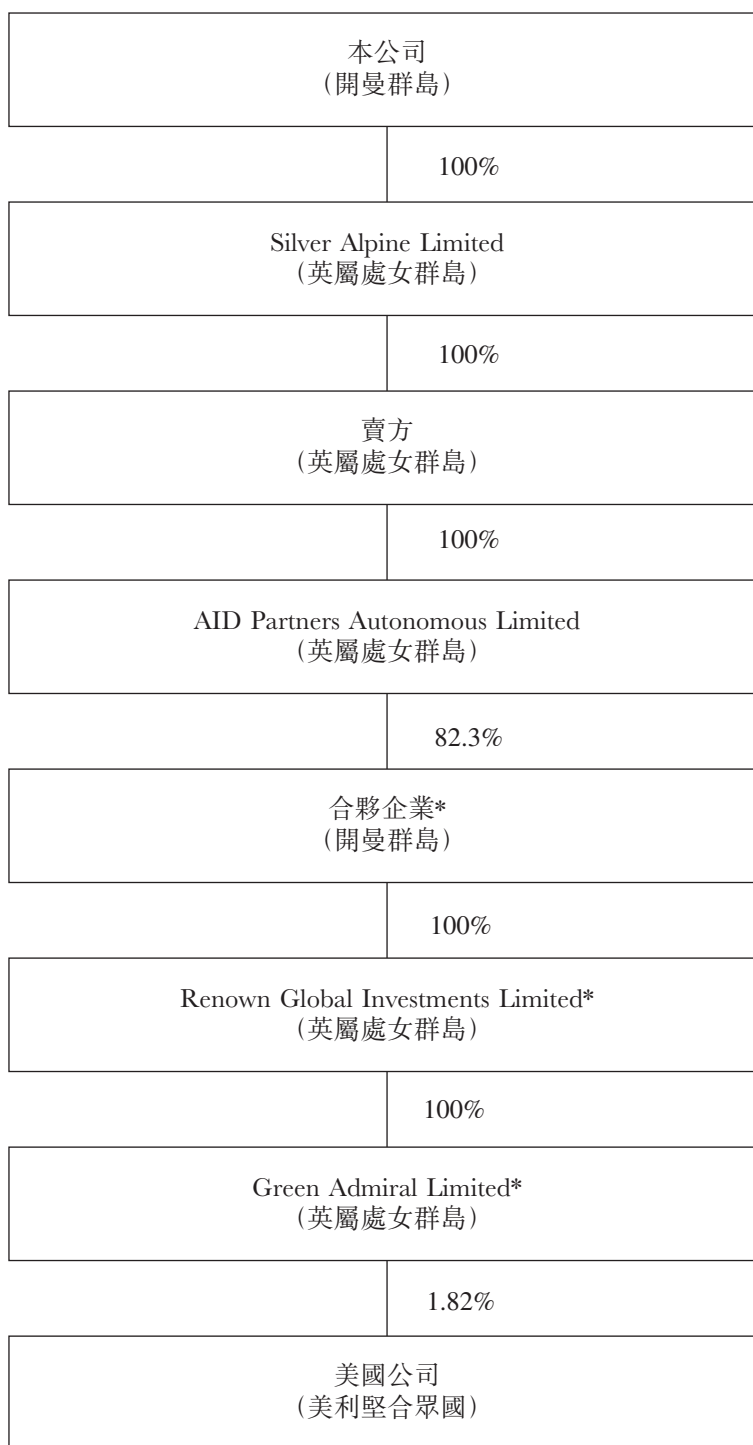 本公司
（開曼群島）
100%
Silver Alpine Limited
（英屬處女群島）
100%
賣方
（英屬處女群島）
100%
AID Partners Autonomous Limited
（英屬處女群島）
82.3%
合夥企業*
（開曼群島）
100%
Renown Global Investments Limited*
（英屬處女群島）
100%
Green Admiral Limited*
（英屬處女群島）
1.82%
美國公司
（美利堅合眾國）